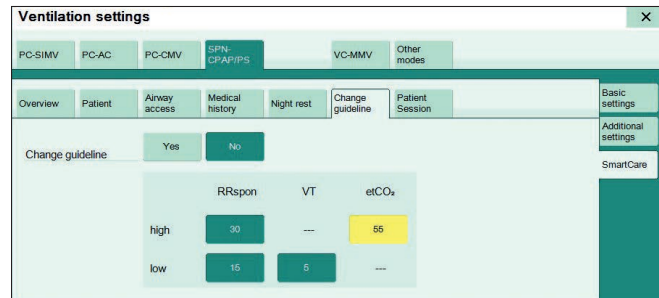 Ventilation settings
PC-SIMV PC-AC PC-CMV SPN-CPAP/PS VC-MMV Other modes
Overview Patient Airway access Medical history Night rest Change guideline Patient Session
Basic settings
Additional settings
SmartCare
Change guideline Yes No
RRspon VT etCO₂
high 30 --- 55
low 15 5 ---